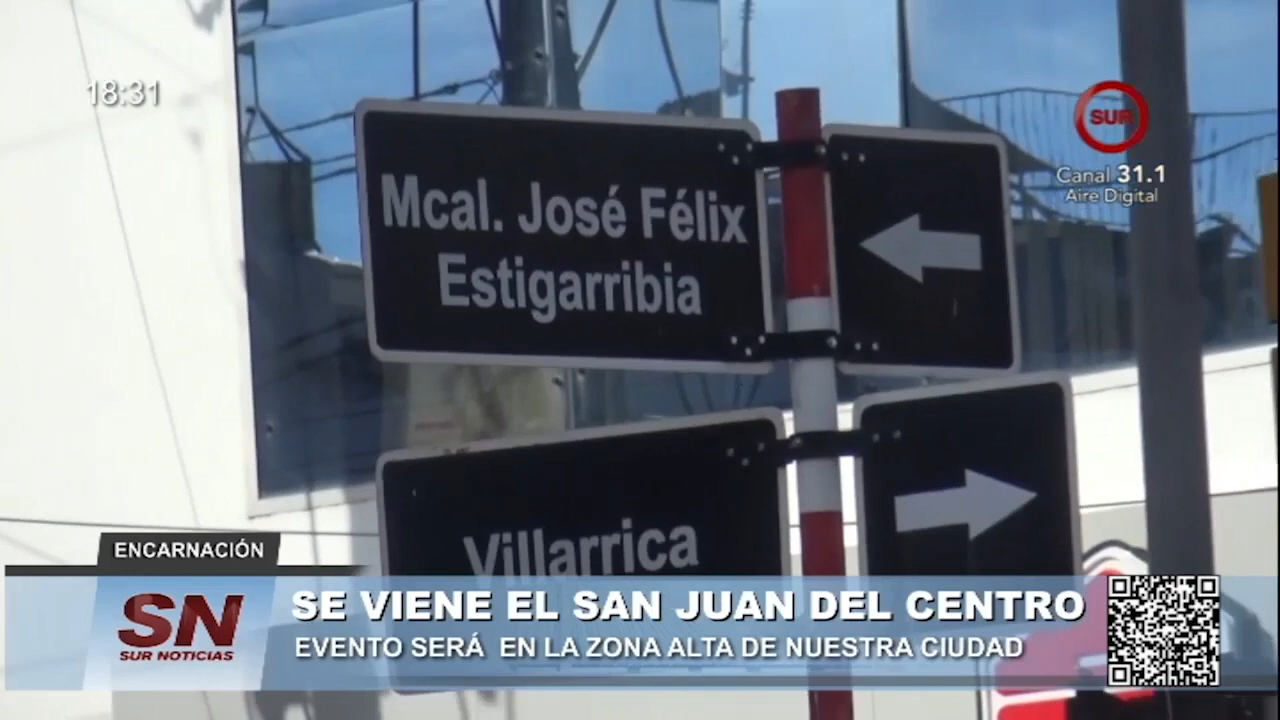 18:31
SUR
Canal 31.1
Aire Digital
Mcal. José Félix
Estigarribia
Villarrica
ENCARNACIÓN
SN
SUR NOTICIAS
SE VIENE EL SAN JUAN DEL CENTRO
EVENTO SERÁ EN LA ZONA ALTA DE NUESTRA CIUDAD